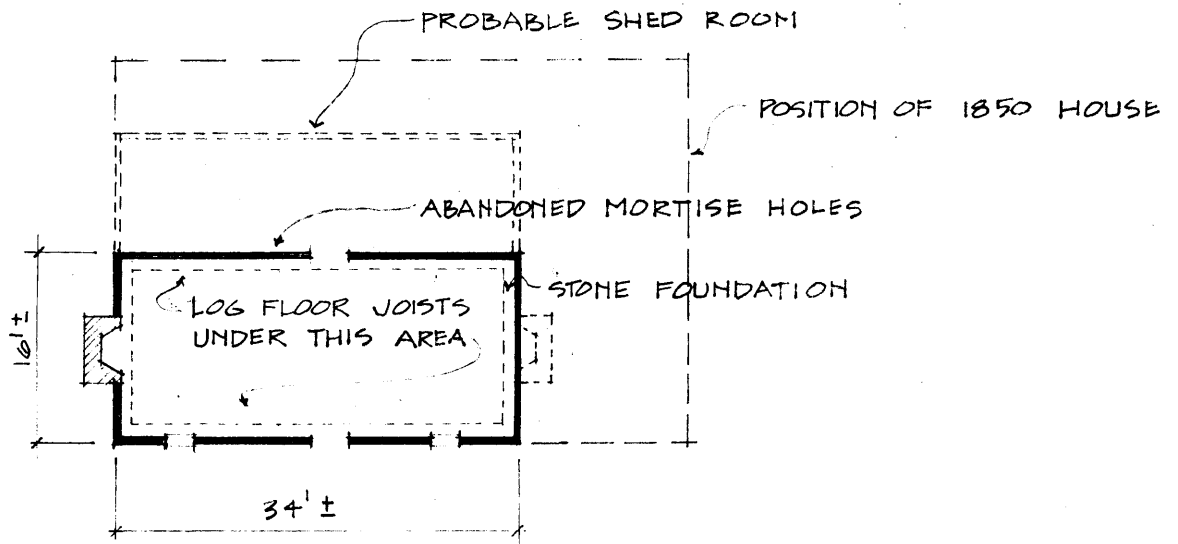 PROBABLE SHED ROOM
POSITION OF 1850 HOUSE
ABANDONED MORTISE HOLES
STONE FOUNDATION
LOG FLOOR JOISTS
UNDER THIS AREA
16' ±
34' ±